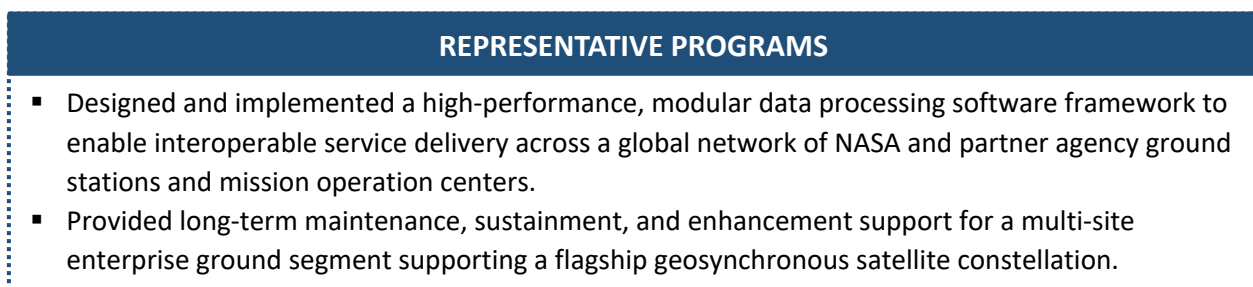 REPRESENTATIVE PROGRAMS
▪ Designed and implemented a high-performance, modular data processing software framework to
enable interoperable service delivery across a global network of NASA and partner agency ground
stations and mission operation centers.
▪ Provided long-term maintenance, sustainment, and enhancement support for a multi-site
enterprise ground segment supporting a flagship geosynchronous satellite constellation.